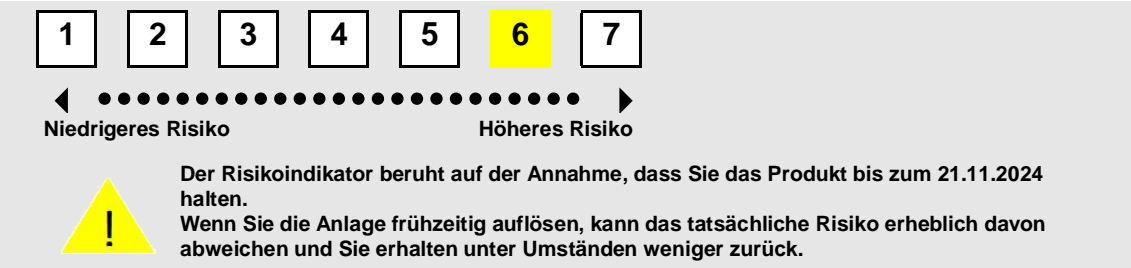 1 2 3 4 5 6 7
Niedrigeres Risiko Höheres Risiko
Der Risikoindikator beruht auf der Annahme, dass Sie das Produkt bis zum 21.11.2024
halten.
Wenn Sie die Anlage frühzeitig auflösen, kann das tatsächliche Risiko erheblich davon
abweichen und Sie erhalten unter Umständen weniger zurück.
!